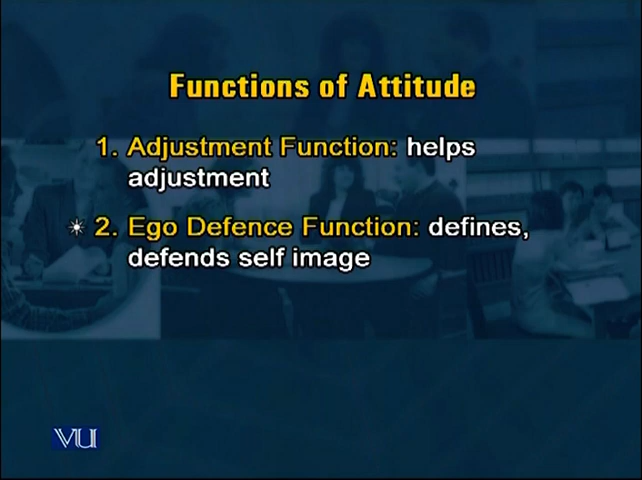 Functions of Attitude
1. Adjustment Function: helps
adjustment
2. Ego Defence Function: defines,
defends self image
VU